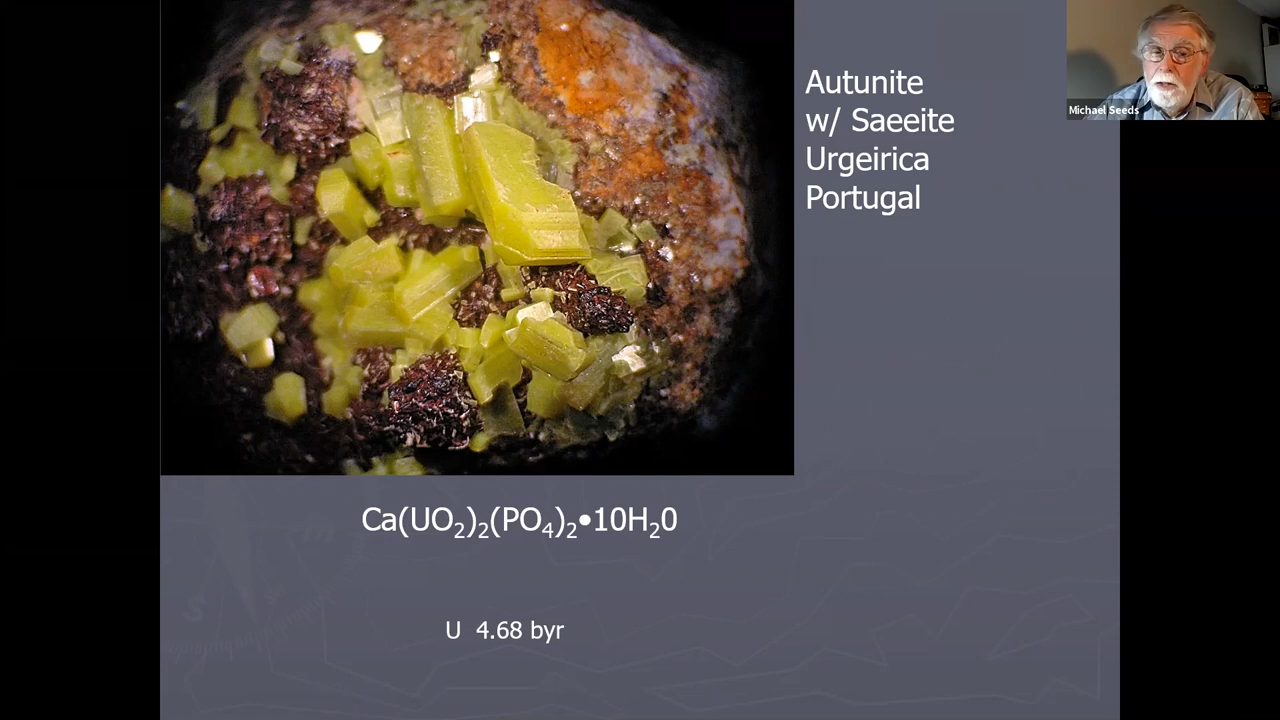 Autunite
w/ Saeeite
Urgeirica
Portugal
Michael Seeds
Ca(UO₂)₂(PO₄)₂•10H₂0
U 4.68 byr